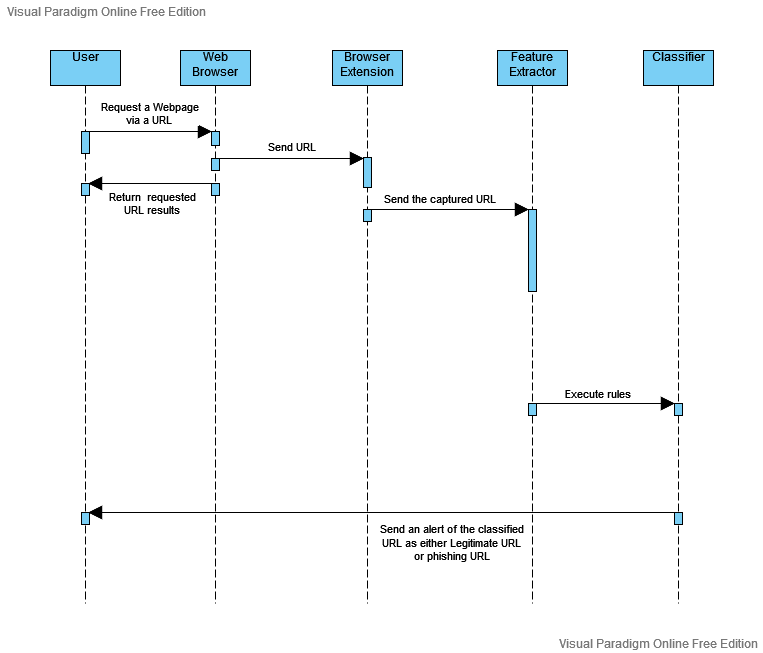 Visual Paradigm Online Free Edition
User
Web
Browser
Browser
Extension
Feature
Extractor
Classifier
Request a Webpage
via a URL
Send URL
Return requested
URL results
Send the captured URL
Execute rules
Send an alert of the classified
URL as either Legitimate URL
or phishing URL
Visual Paradigm Online Free Edition